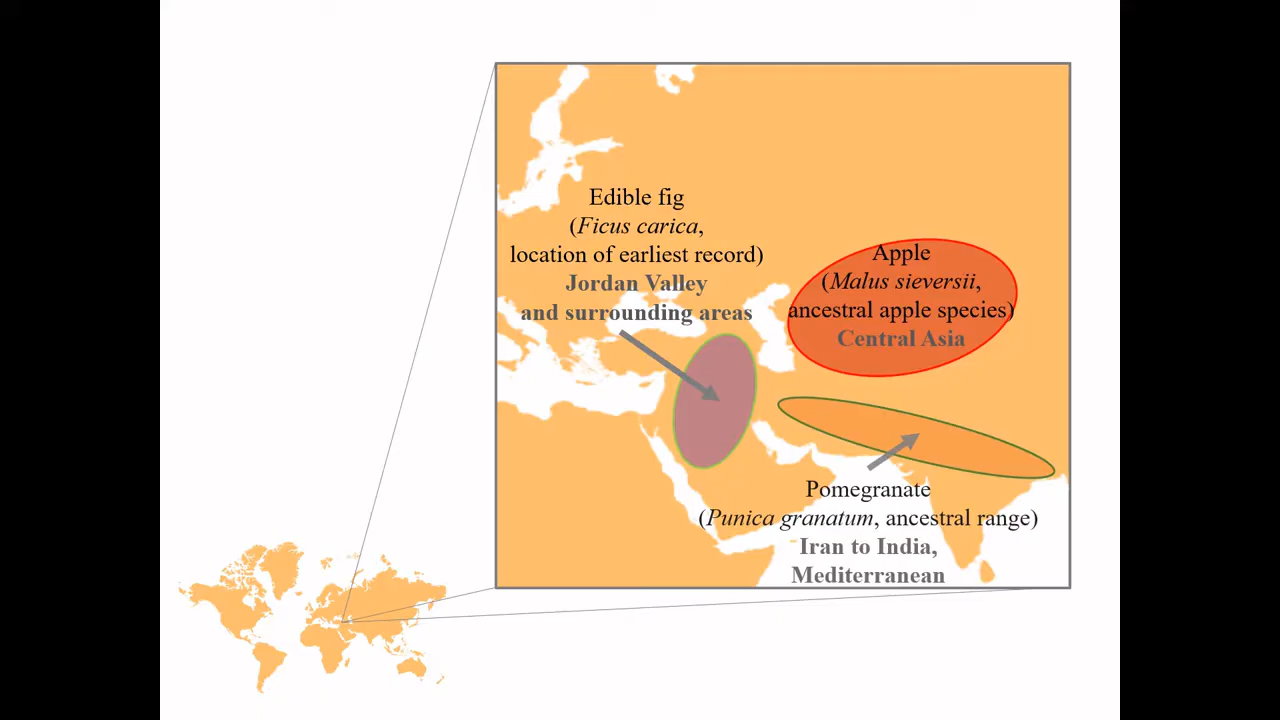 Edible fig
(Ficus carica,
location of earliest record)
Jordan Valley
and surrounding areas
Apple
(Malus sieversii,
ancestral apple species)
Central Asia
Pomegranate
(Punica granatum, ancestral range)
Iran to India,
Mediterranean